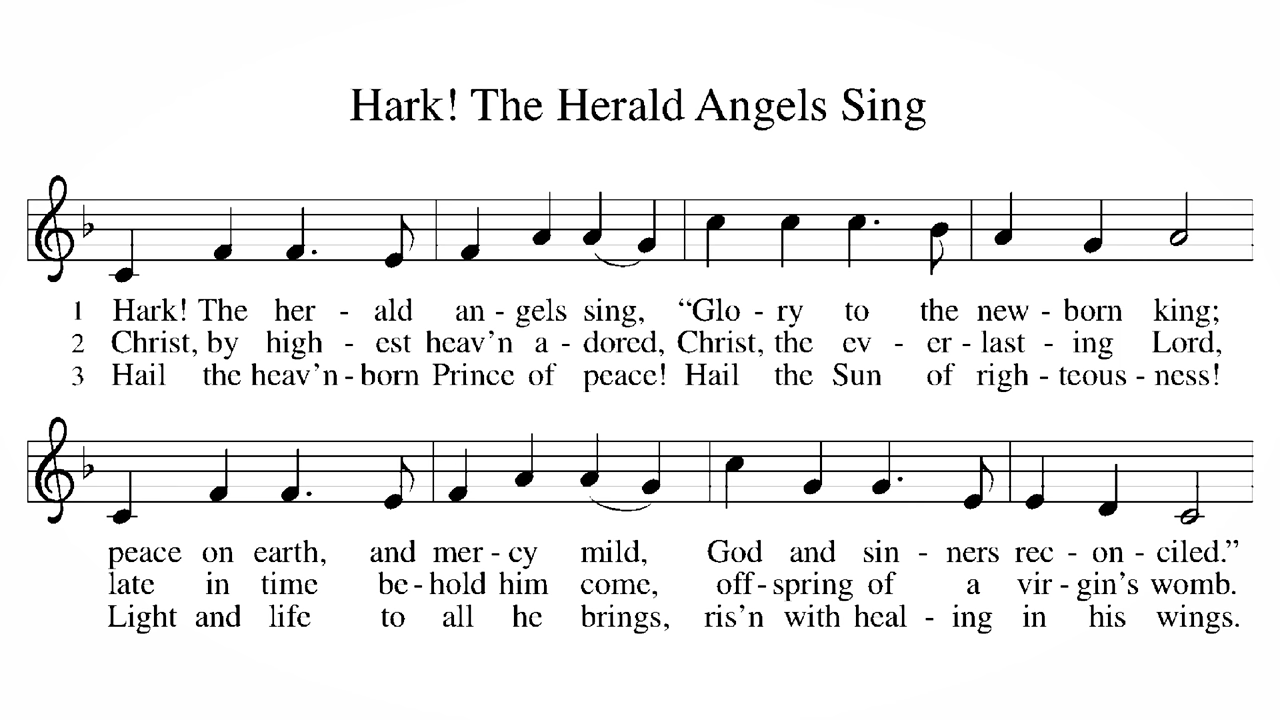 Hark! The Herald Angels Sing
1 Hark! The her - ald an - gels sing, “Glo - ry to the new - born king;
2 Christ, by high - est heav’n a - dored, Christ, the ev - er - last - ing Lord,
3 Hail the heav’n - born Prince of peace! Hail the Sun of righ - teous - ness!
peace on earth, and mer - cy mild, God and sin - ners rec - on - ciled.”
late in time be - hold him come, off - spring of a vir - gin’s womb.
Light and life to all he brings, ris’n with heal - ing in his wings.